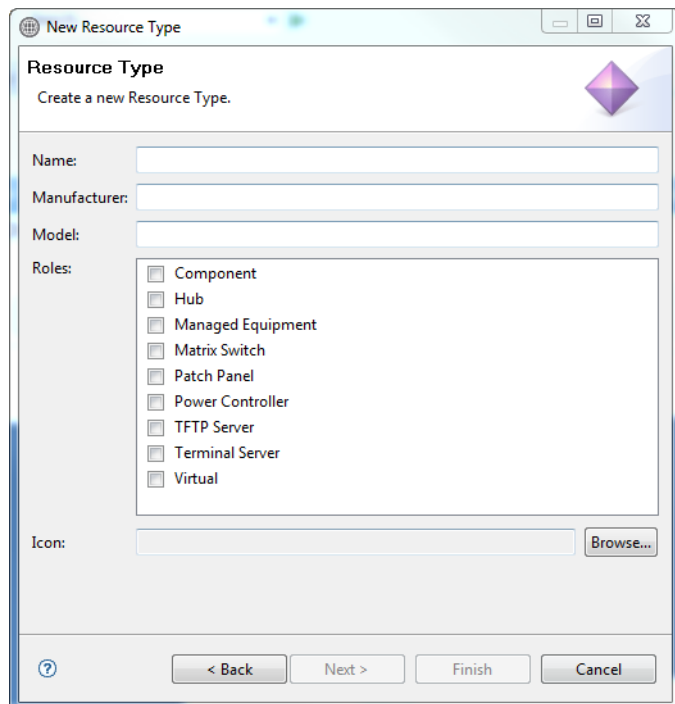 New Resource Type
Resource Type
Create a new Resource Type.
Name:
Manufacturer:
Model:
Roles:
Component
Hub
Managed Equipment
Matrix Switch
Patch Panel
Power Controller
TFTP Server
Terminal Server
Virtual
Icon:
Browse...
?
< Back
Next >
Finish
Cancel